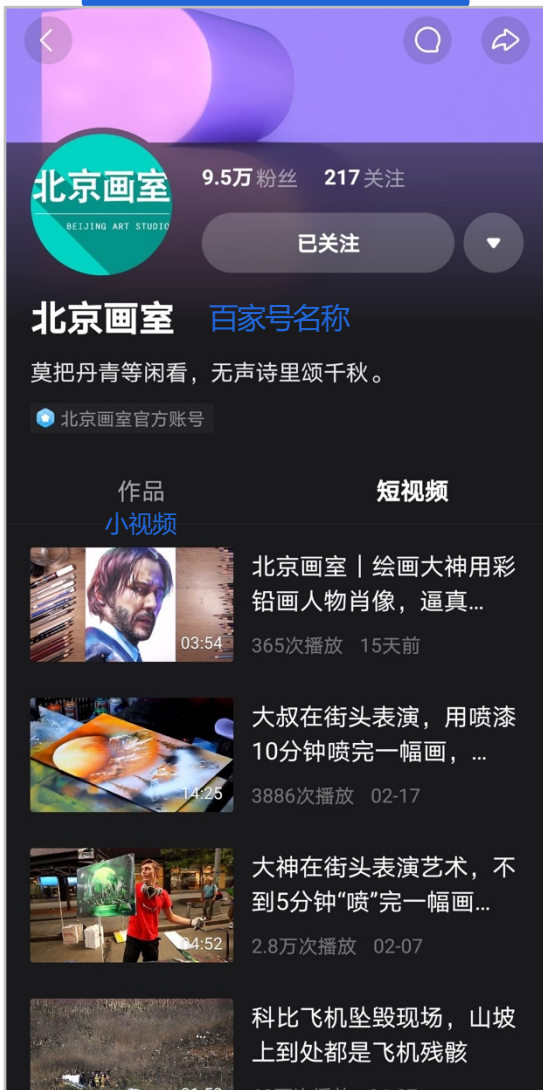 北京画室
BEIJING ART STUDIO
9.5万粉丝 217关注
已关注
北京画室 百家号名称
莫把丹青等闲看，无声诗里颂千秋。
北京画室官方账号
作品 短视频
小视频
北京画室｜绘画大神用彩
铅画人物肖像，逼真...
03:54
365次播放 15天前
大叔在街头表演，用喷漆
10分钟喷完一幅画，...
14:25
3886次播放 02-17
大神在街头表演艺术，不
到5分钟“喷”完一幅画...
04:52
2.8万次播放 02-07
科比飞机坠毁现场，山坡
上到处都是飞机残骸